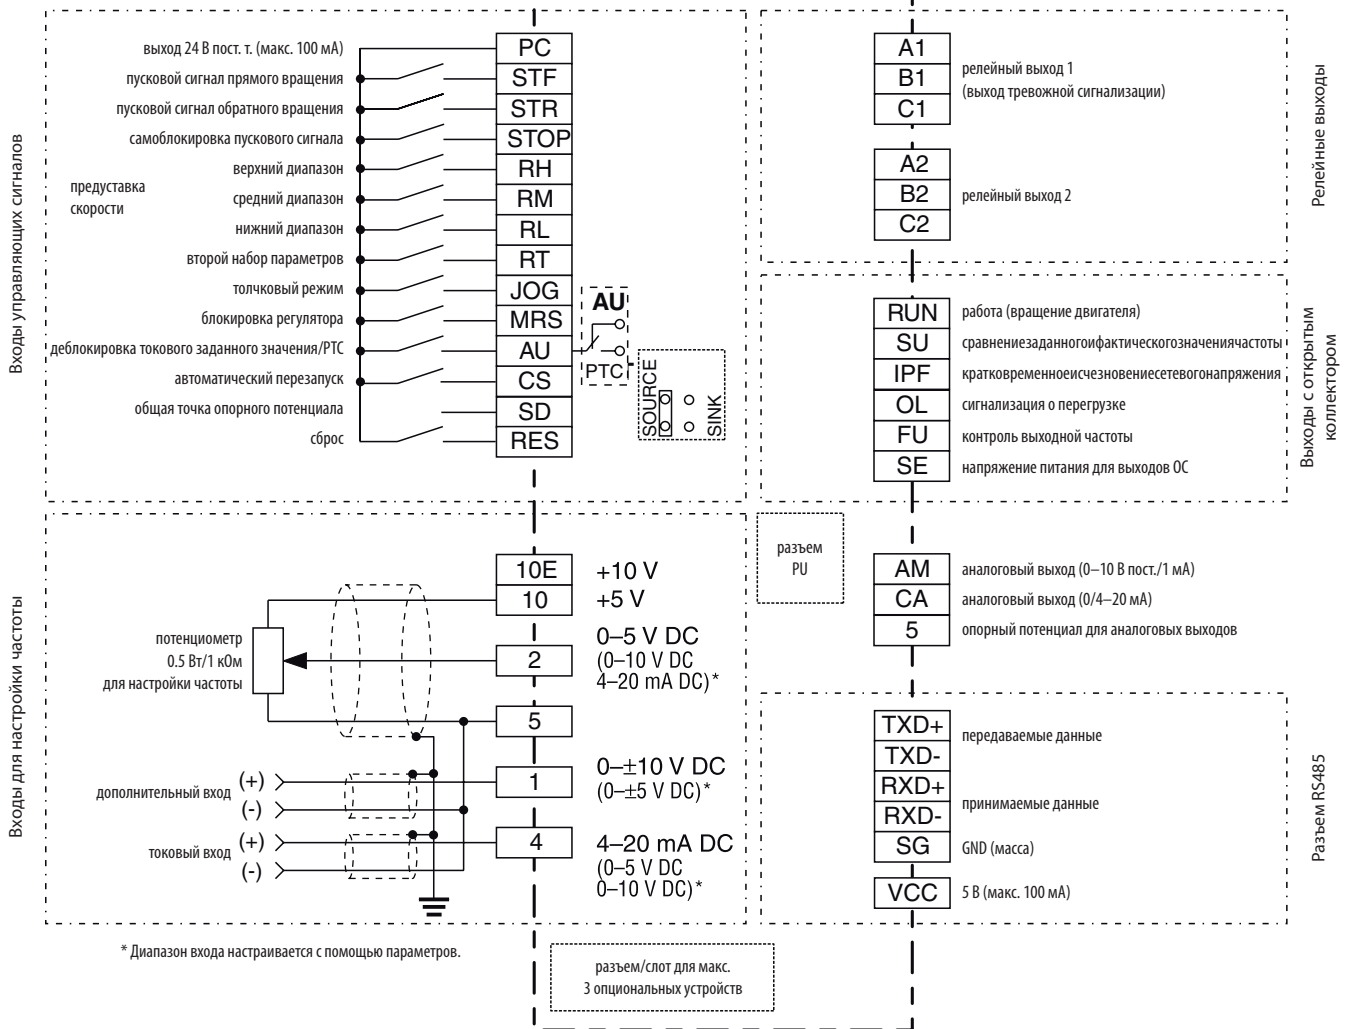 Входы управляющих сигналов
выход 24 В пост. т. (макс. 100 мА)
PC
пусковой сигнал прямого вращения
STF
пусковой сигнал обратного вращения
STR
самоблокировка пускового сигнала
STOP
предуставка
скорости
верхний диапазон
RH
средний диапазон
RM
нижний диапазон
RL
второй набор параметров
RT
толчковый режим
JOG
блокировка регулятора
MRS
деблокировка токового заданного значения/PTC
AU
автоматический перезапуск
CS
общая точка опорного потенциала
SD
сброс
RES
AU
PTC
SOURCE
SINK
Входы для настройки частоты
10E
+10 V
10
+5 V
потенциометр
0.5 Вт/1 кОм
для настройки частоты
2
0–5 V DC
(0–10 V DC
4–20 mA DC)*
5
дополнительный вход
(+)
(-)
1
0–±10 V DC
(0–±5 V DC)*
токовый вход
(+)
(-)
4
4–20 mA DC
(0–5 V DC
0–10 V DC)*
* Диапазон входа настраивается с помощью параметров.
разъем/слот для макс.
3 опциональных устройств
разъем
PU
A1
B1
C1
релейный выход 1
(выход тревожной сигнализации)
A2
B2
C2
релейный выход 2
Релейные выходы
RUN
работа (вращение двигателя)
SU
сравнениезаданногоифактическогозначениячастоты
IPF
кратковременноеисчезновениесетевогонапряжения
OL
сигнализация о перегрузке
FU
контроль выходной частоты
SE
напряжение питания для выходов ОС
Выходы с открытым
коллектором
AM
аналоговый выход (0–10 В пост./1 мА)
CA
аналоговый выход (0/4–20 мА)
5
опорный потенциал для аналоговых выходов
TXD+
TXD-
передаваемые данные
RXD+
RXD-
принимаемые данные
SG
GND (масса)
VCC
5 В (макс. 100 мА)
Разъем RS485